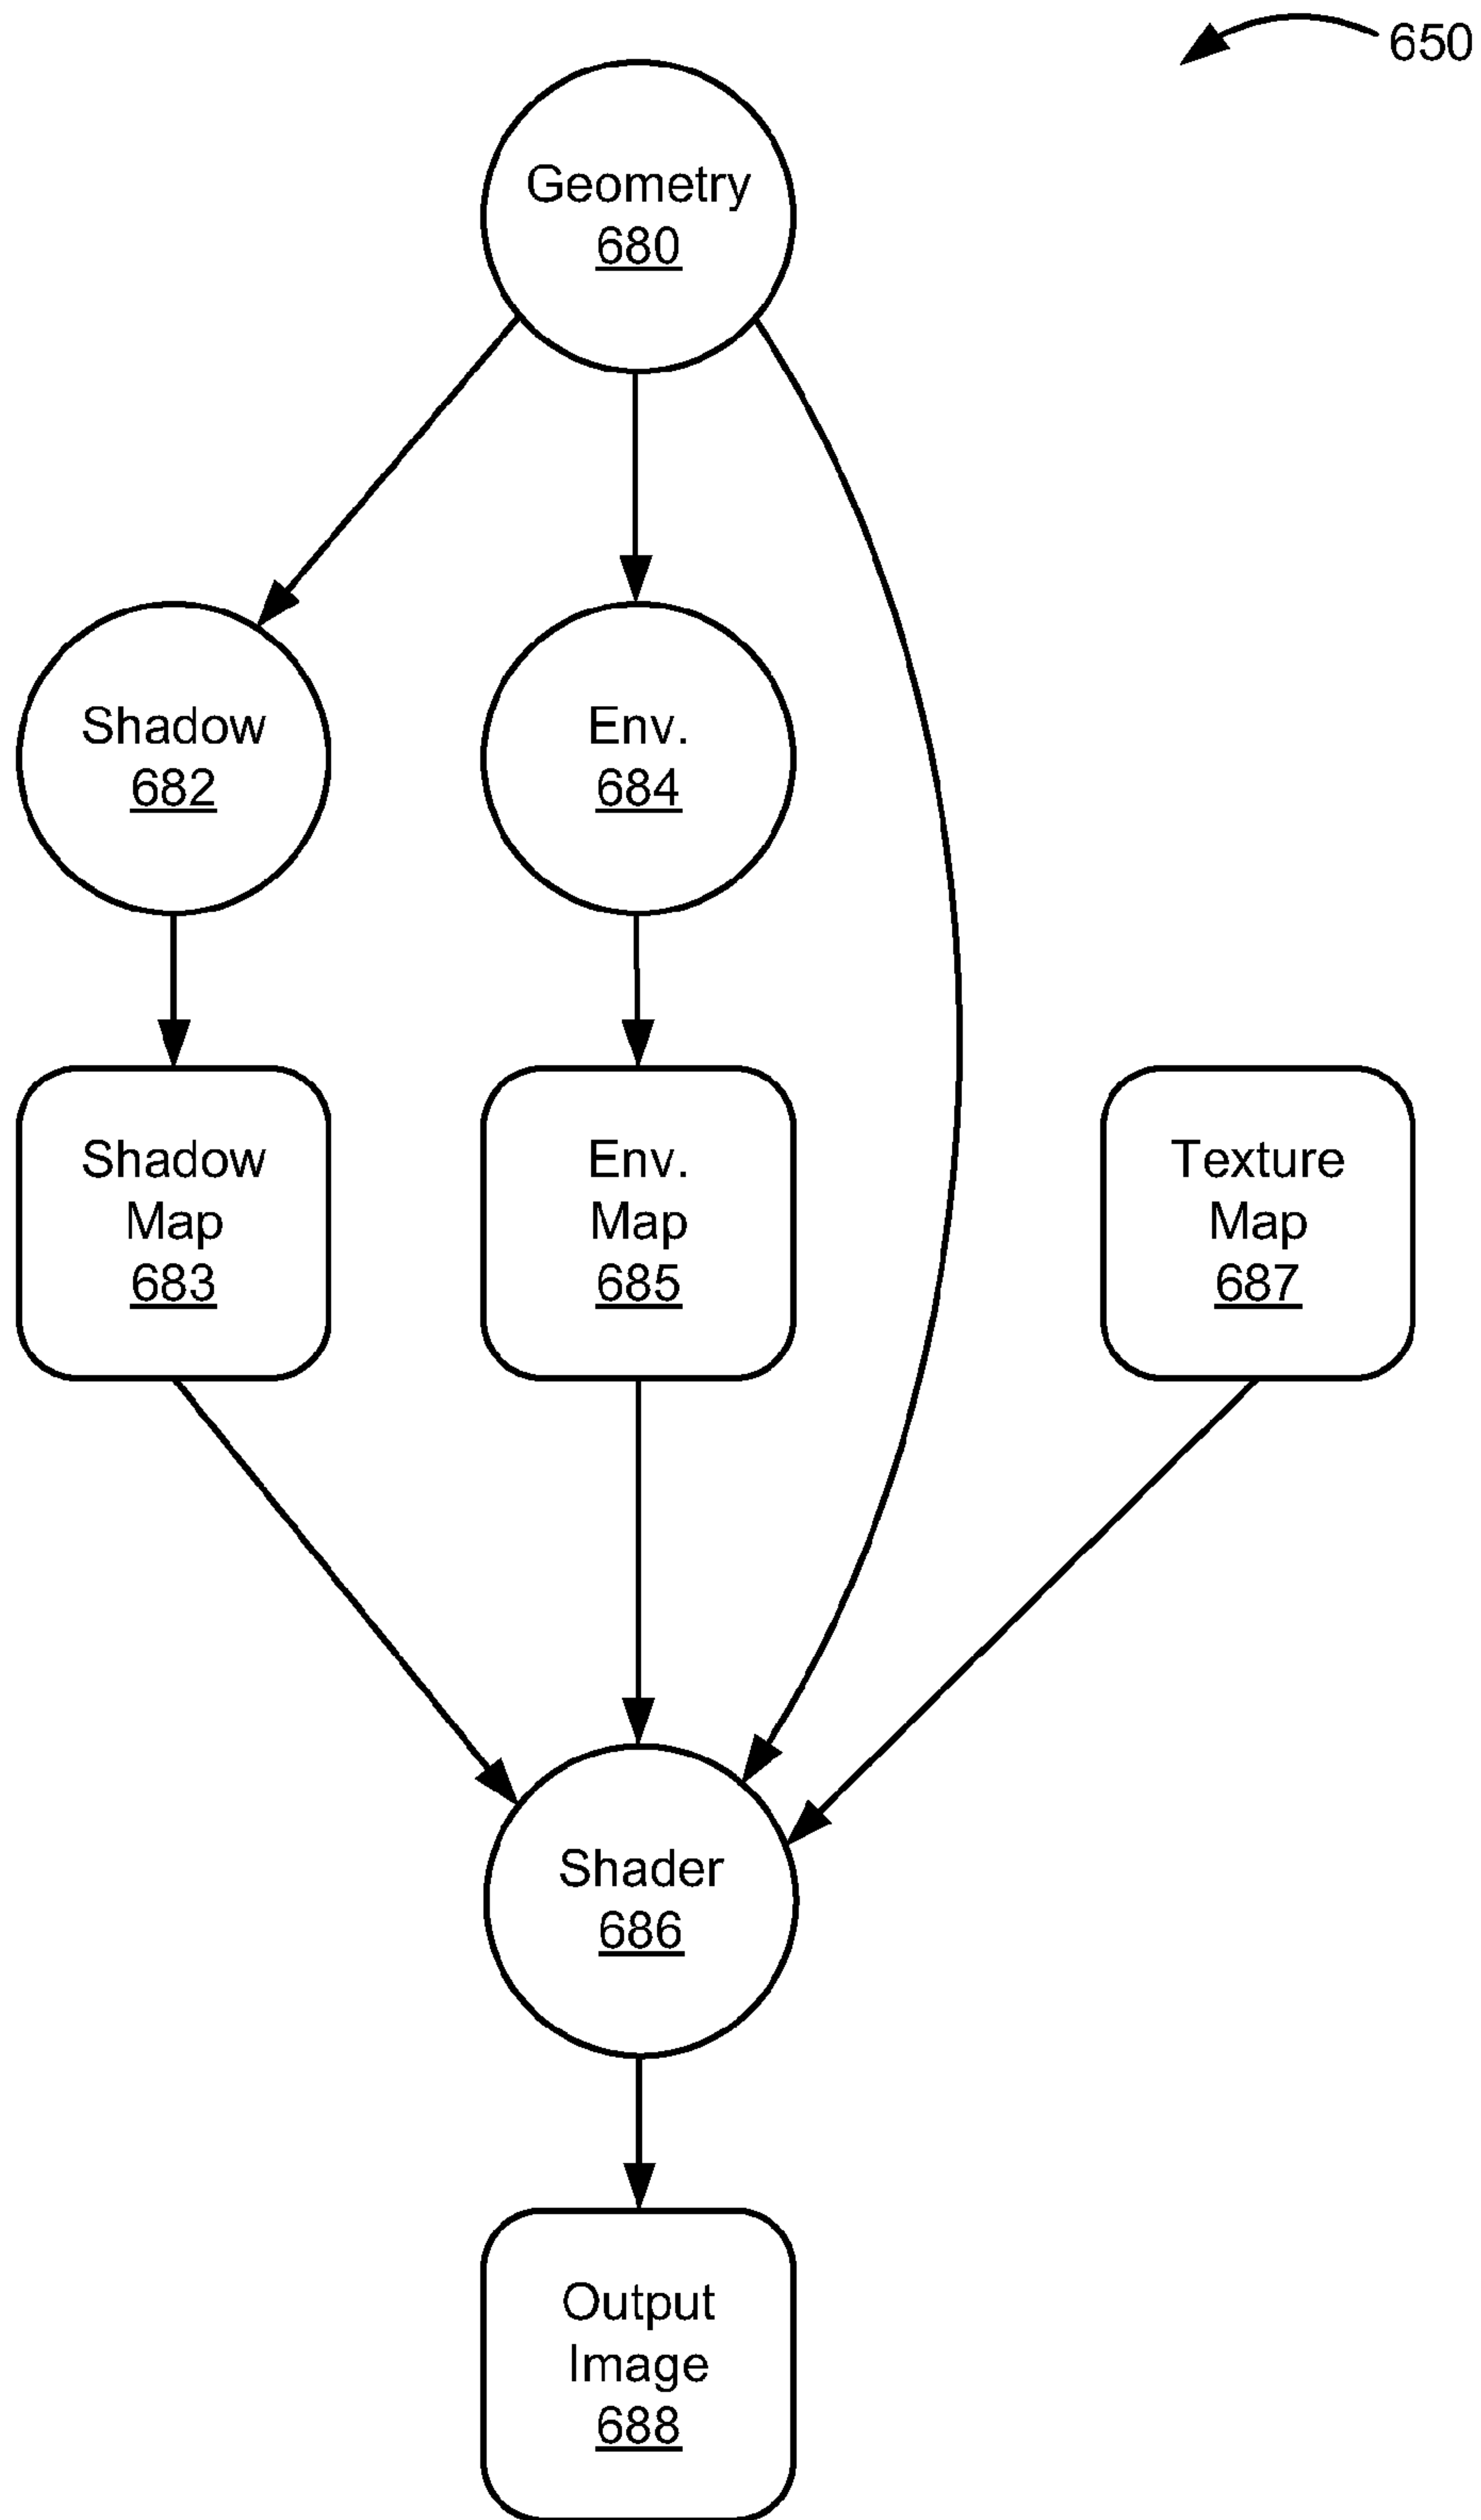 650
Geometry
680
Shadow
682
Env.
684
Shadow
Map
683
Env.
Map
685
Texture
Map
687
Shader
686
Output
Image
688